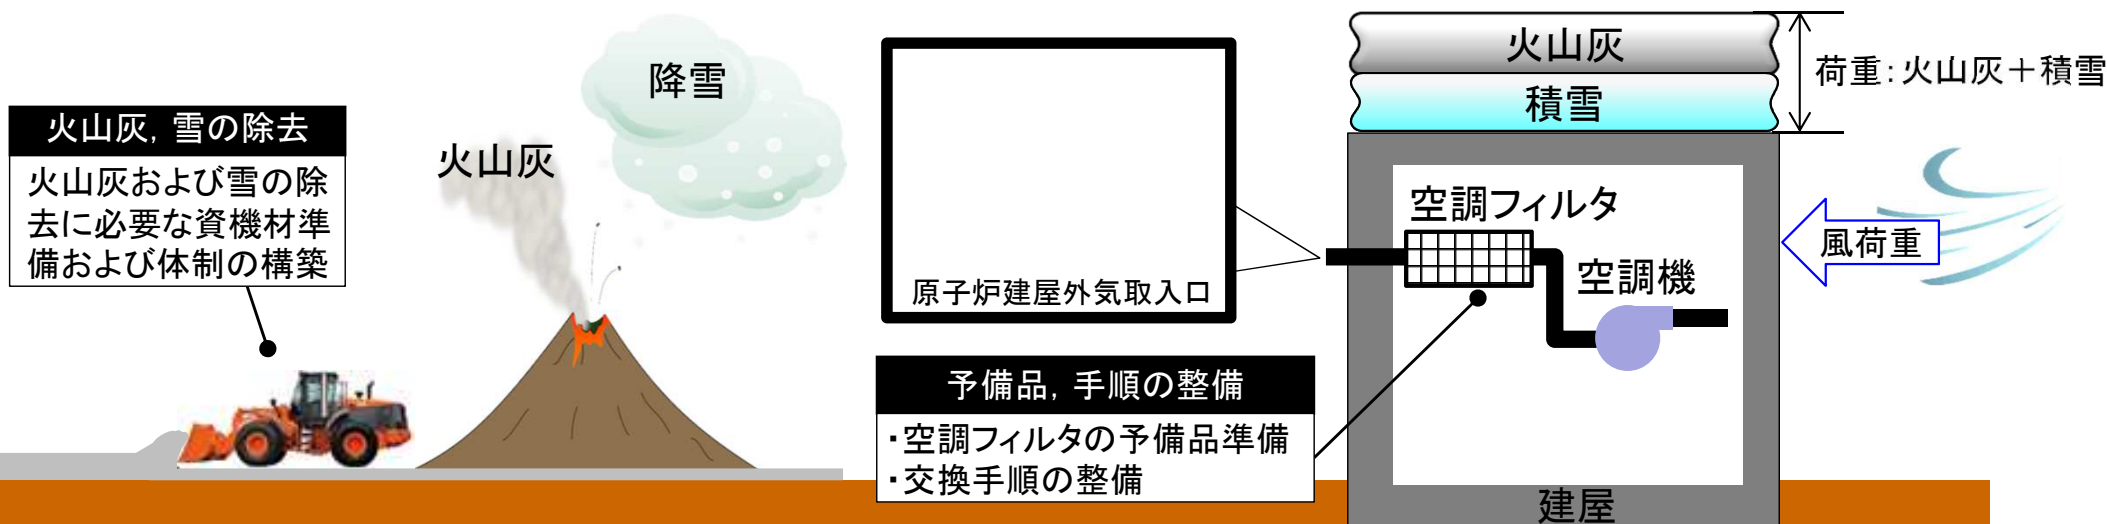 火山灰, 雪の除去
火山灰および雪の除
去に必要な資機材準
備および体制の構築
火山灰
降雪
原子炉建屋外気取入口
予備品, 手順の整備
・空調フィルタの予備品準備
・交換手順の整備
火山灰
積雪
荷重:火山灰＋積雪
空調フィルタ
空調機
風荷重
建屋